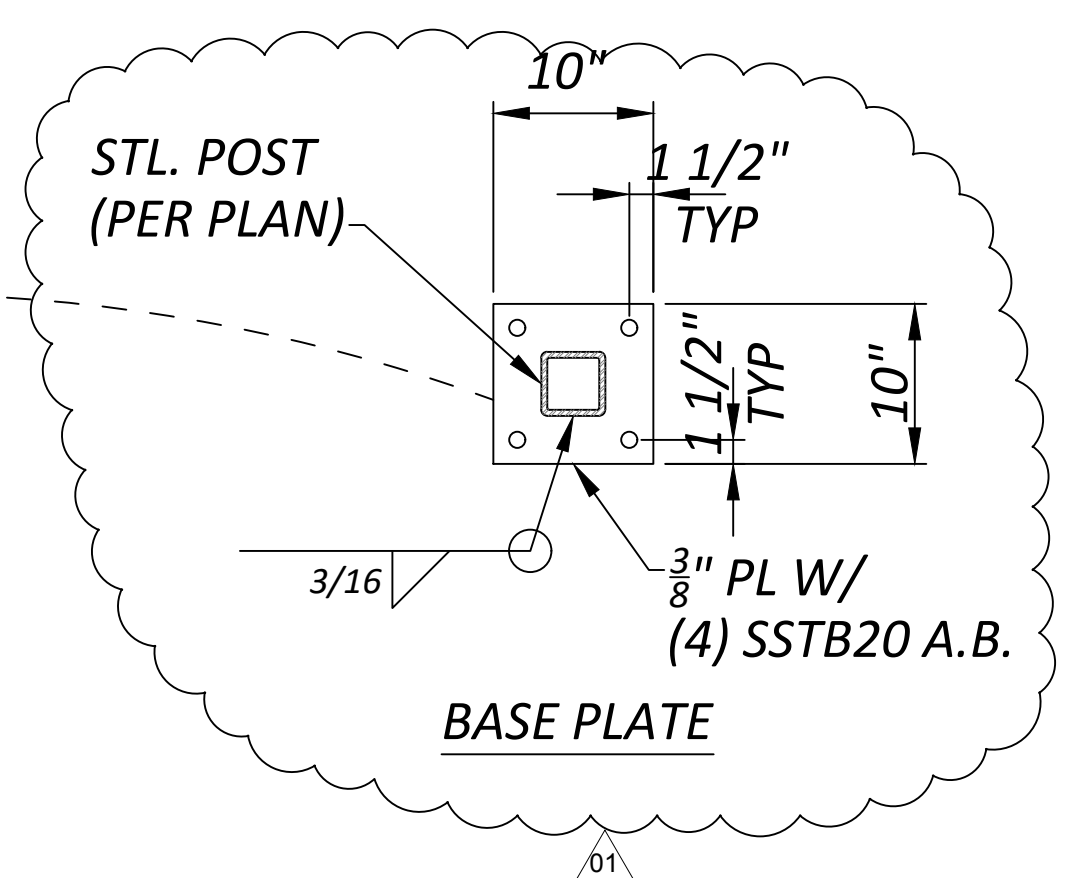 10"
STL. POST
(PER PLAN)
1 1/2"
TYP
1 1/2"
TYP
10"
3/16
3/8" PL W/
(4) SSTB20 A.B.
BASE PLATE
01